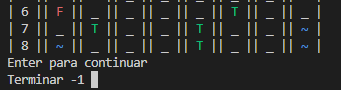 | 6 || F || _ || _ || _ || _ || T || _ || _ |
| 7 || _ || T || _ || _ || T || _ || _ || ~ |
| 8 || ~ || _ || _ || _ || T || _ || _ || ~ |
Enter para continuar
Terminar -1